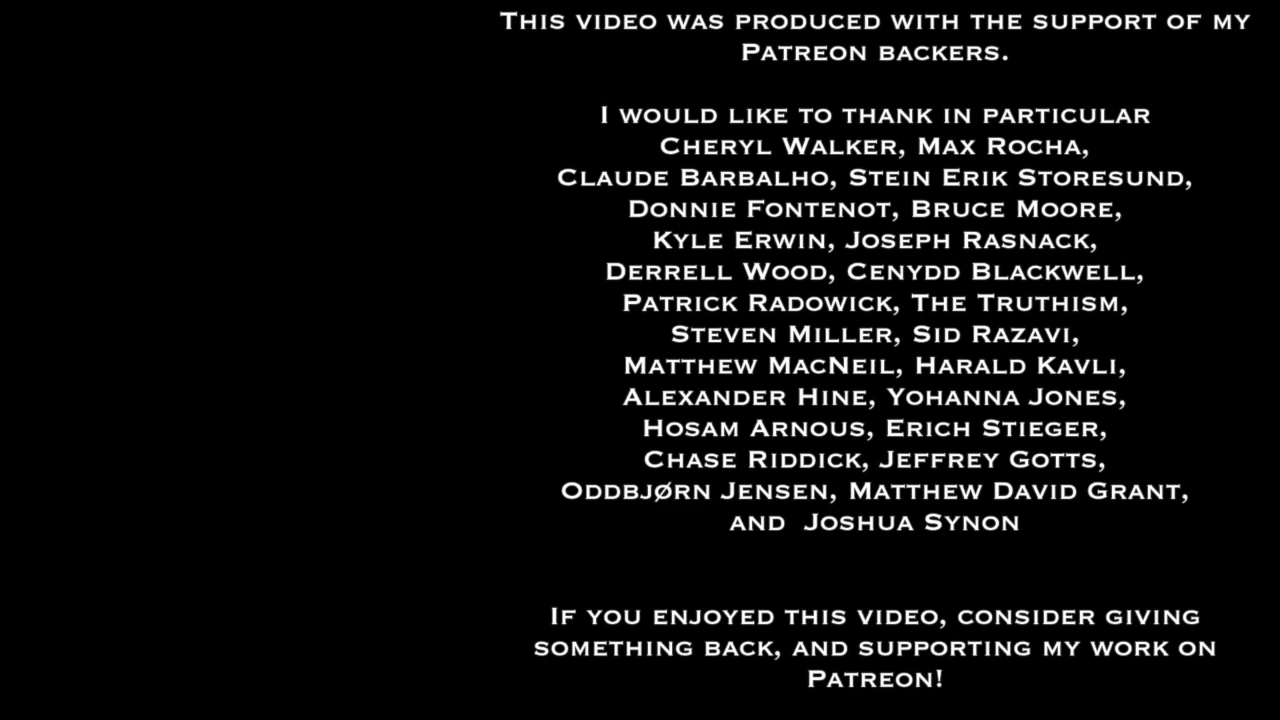 This video was produced with the support of my
Patreon backers.
I would like to thank in particular
Cheryl Walker, Max Rocha,
Claude Barbalho, Stein Erik Storesund,
Donnie Fontenot, Bruce Moore,
Kyle Erwin, Joseph Rasnack,
Derrell Wood, Cenydd Blackwell,
Patrick Radowick, The Truthism,
Steven Miller, Sid Razavi,
Matthew MacNeil, Harald Kavli,
Alexander Hine, Yohanna Jones,
Hosam Arnous, Erich Stieger,
Chase Riddick, Jeffrey Gotts,
Oddbjørn Jensen, Matthew David Grant,
and Joshua Synon
If you enjoyed this video, consider giving
something back, and supporting my work on
Patreon!